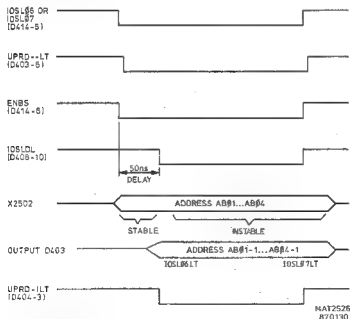 IOSLØ6 OR
IOSLØ7
(D414-5)
UPRD--LT
(D403-5)
ENBS
(D414-6)
IOSLDL
(D408-10)
50ns
DELAY
X2502
ADDRESS ABØ1...ABØ4
STABLE
INSTABLE
OUTPUT D403
ADDRESS ABØ1-1...ABØ4-1
IOSLØ6LT
IOSLØ7LT
UPRD-1LT
(D404-3)
MAT2526
870130